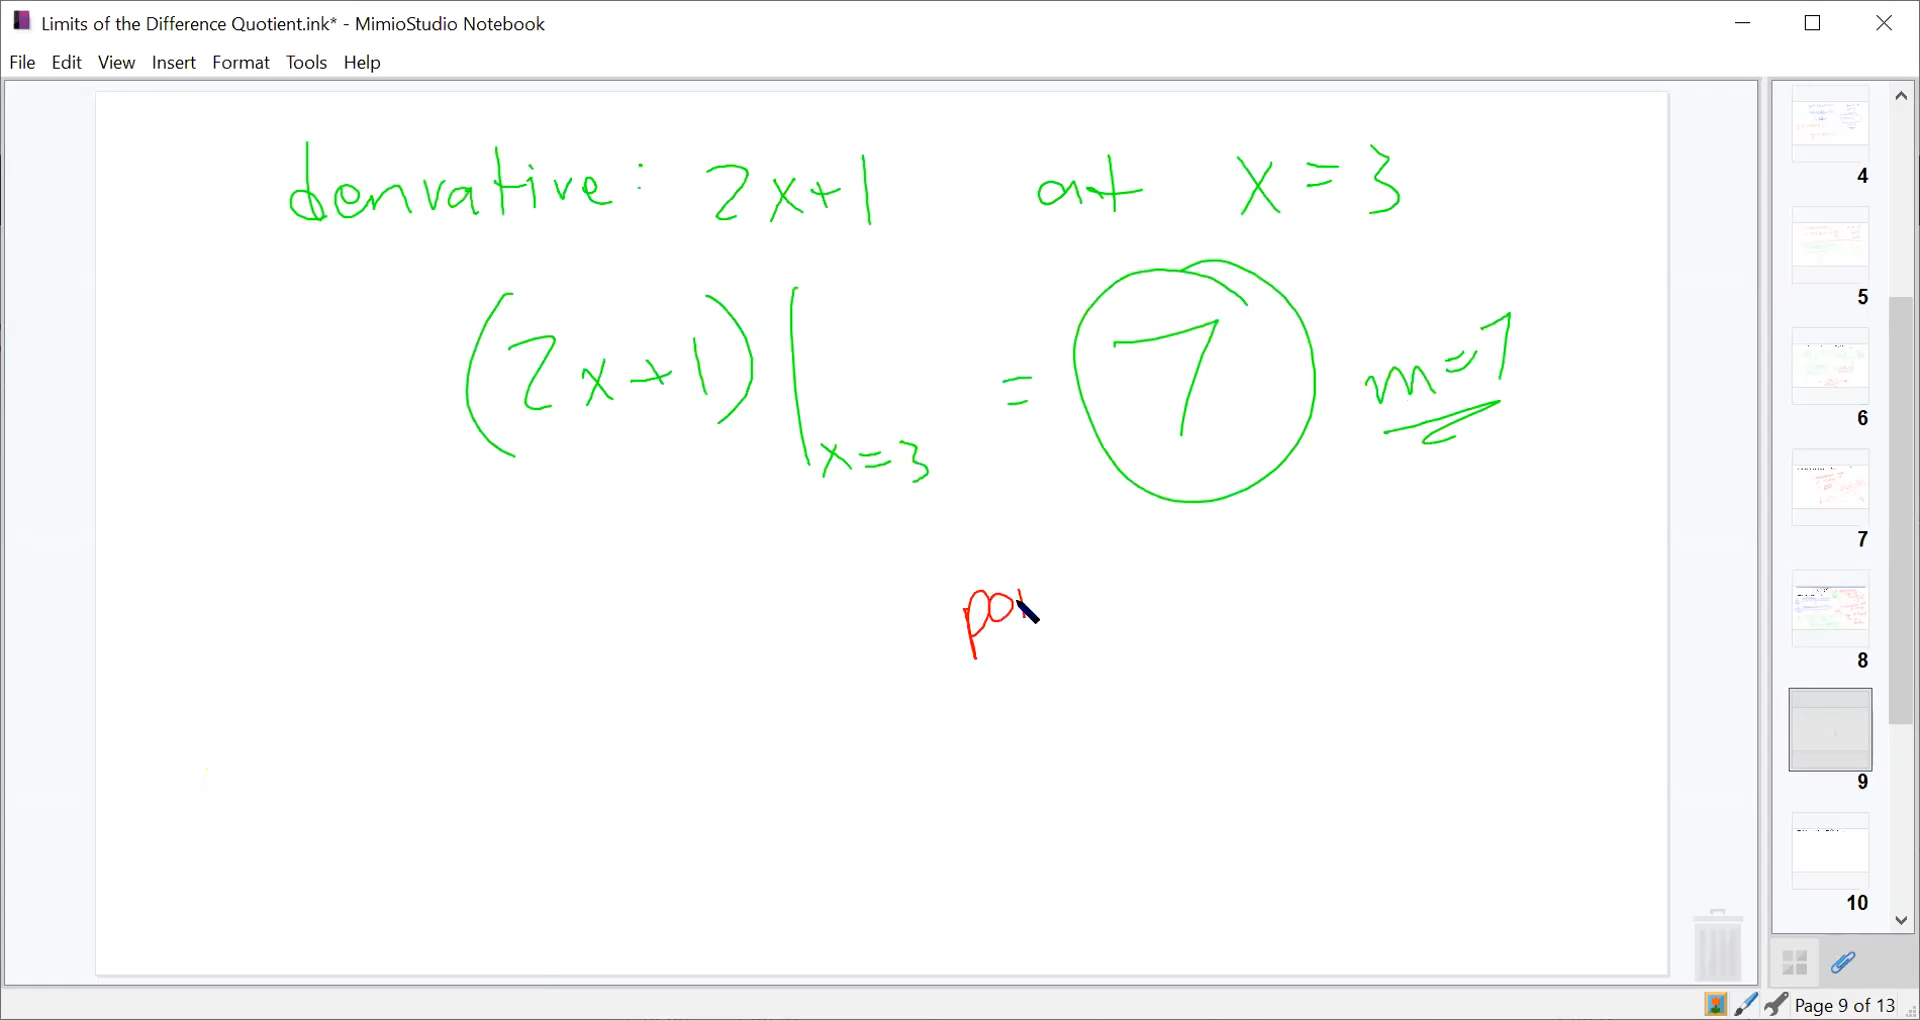 Limits of the Difference Quotient.ink* - MimioStudio Notebook
File Edit View Insert Format Tools Help
derivative: 2x+1 at x=3
(2x+1)|x=3 = 7 m=7
poi
4
5
6
7
8
9
10
Page 9 of 13